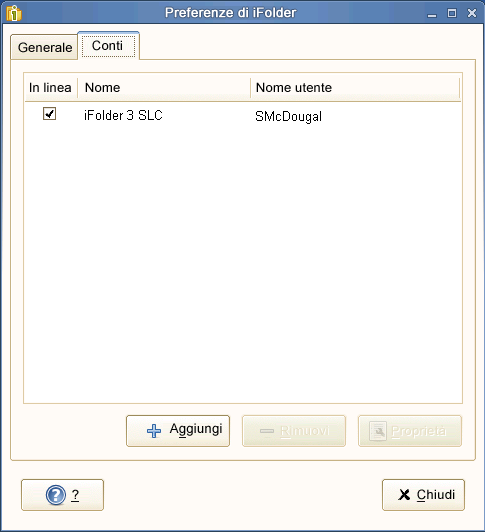 Preferenze di iFolder
Generale
Conti
In linea Nome Nome utente
iFolder 3 SLC SMcDougal
Aggiungi Rimuovi Proprietà
? Chiudi